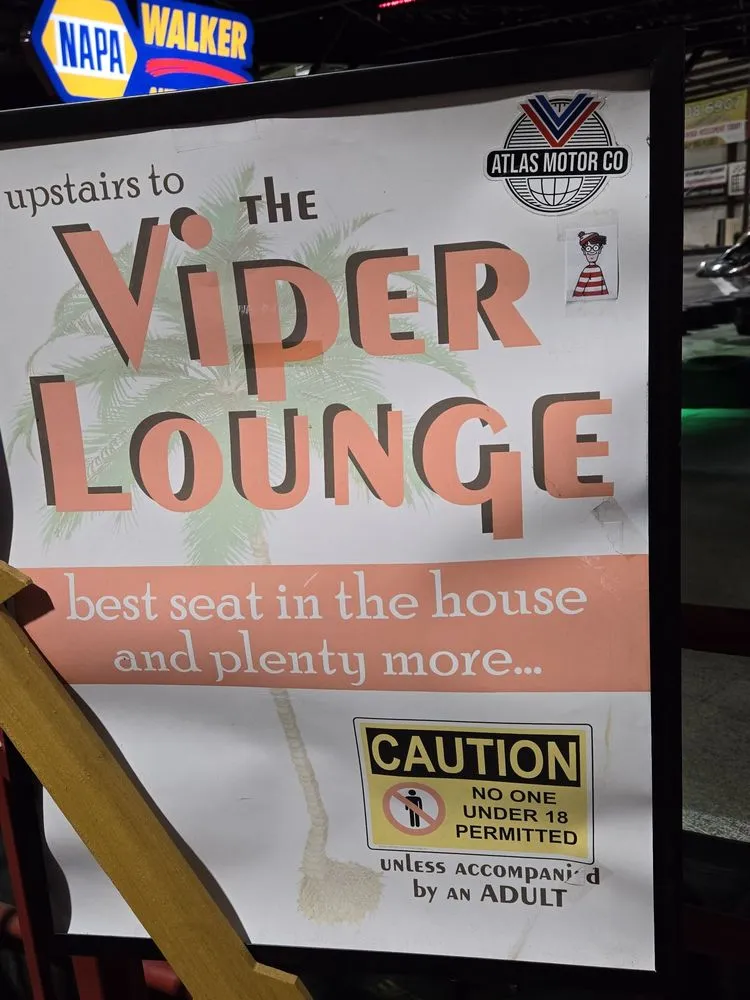 NAPA
WALKER
upstairs to
THE
ViPER
LOUNGE
ATLAS MOTOR CO
best seat in the house
and plenty more...
CAUTION
NO ONE
UNDER 18
PERMITTED
UNLESS ACCOMPANi d
by AN ADULT